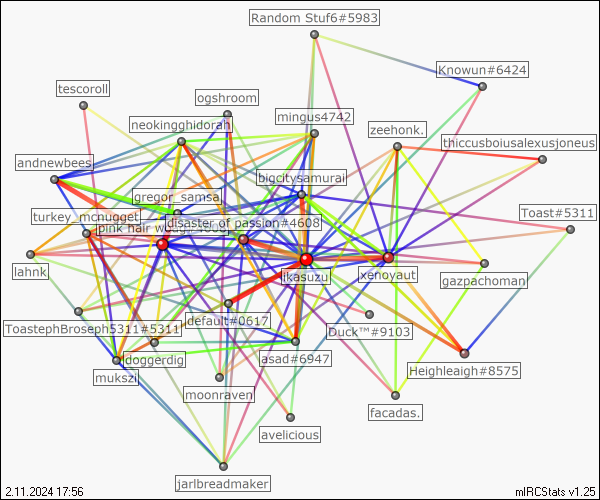 Random Stuf6#5983
Knowun#6424
tescoroll
ogshroom
mingus4742
neokingghidorah
zeehonk.
thiccusboiusalexusjoneus
andnewbees
bigcitysamurai
gregor_samsa.
turkey_mcnugget
disaster of passion#4608
Toast#5311
pink hair
lahnk
ikasuzu
xenoyaut
gazpachoman
ToastephBroseph5311#5311
default#0617
Duck™#9103
doggerdig
asad#6947
mukszi
Heighleaigh#8575
moonraven
facadas.
avelicious
jarlbreadmaker
2.11.2024 17:56
mIRCStats v1.25